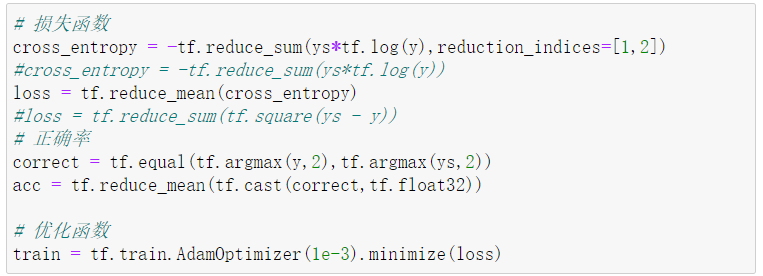 # 损失函数
cross_entropy = -tf.reduce_sum(ys*tf.log(y),reduction_indices=[1,2])
#cross_entropy = -tf.reduce_sum(ys*tf.log(y))
loss = tf.reduce_mean(cross_entropy)
#loss = tf.reduce_sum(tf.square(ys - y))
# 正确率
correct = tf.equal(tf.argmax(y,2),tf.argmax(ys,2))
acc = tf.reduce_mean(tf.cast(correct,tf.float32))
# 优化函数
train = tf.train.AdamOptimizer(1e-3).minimize(loss)